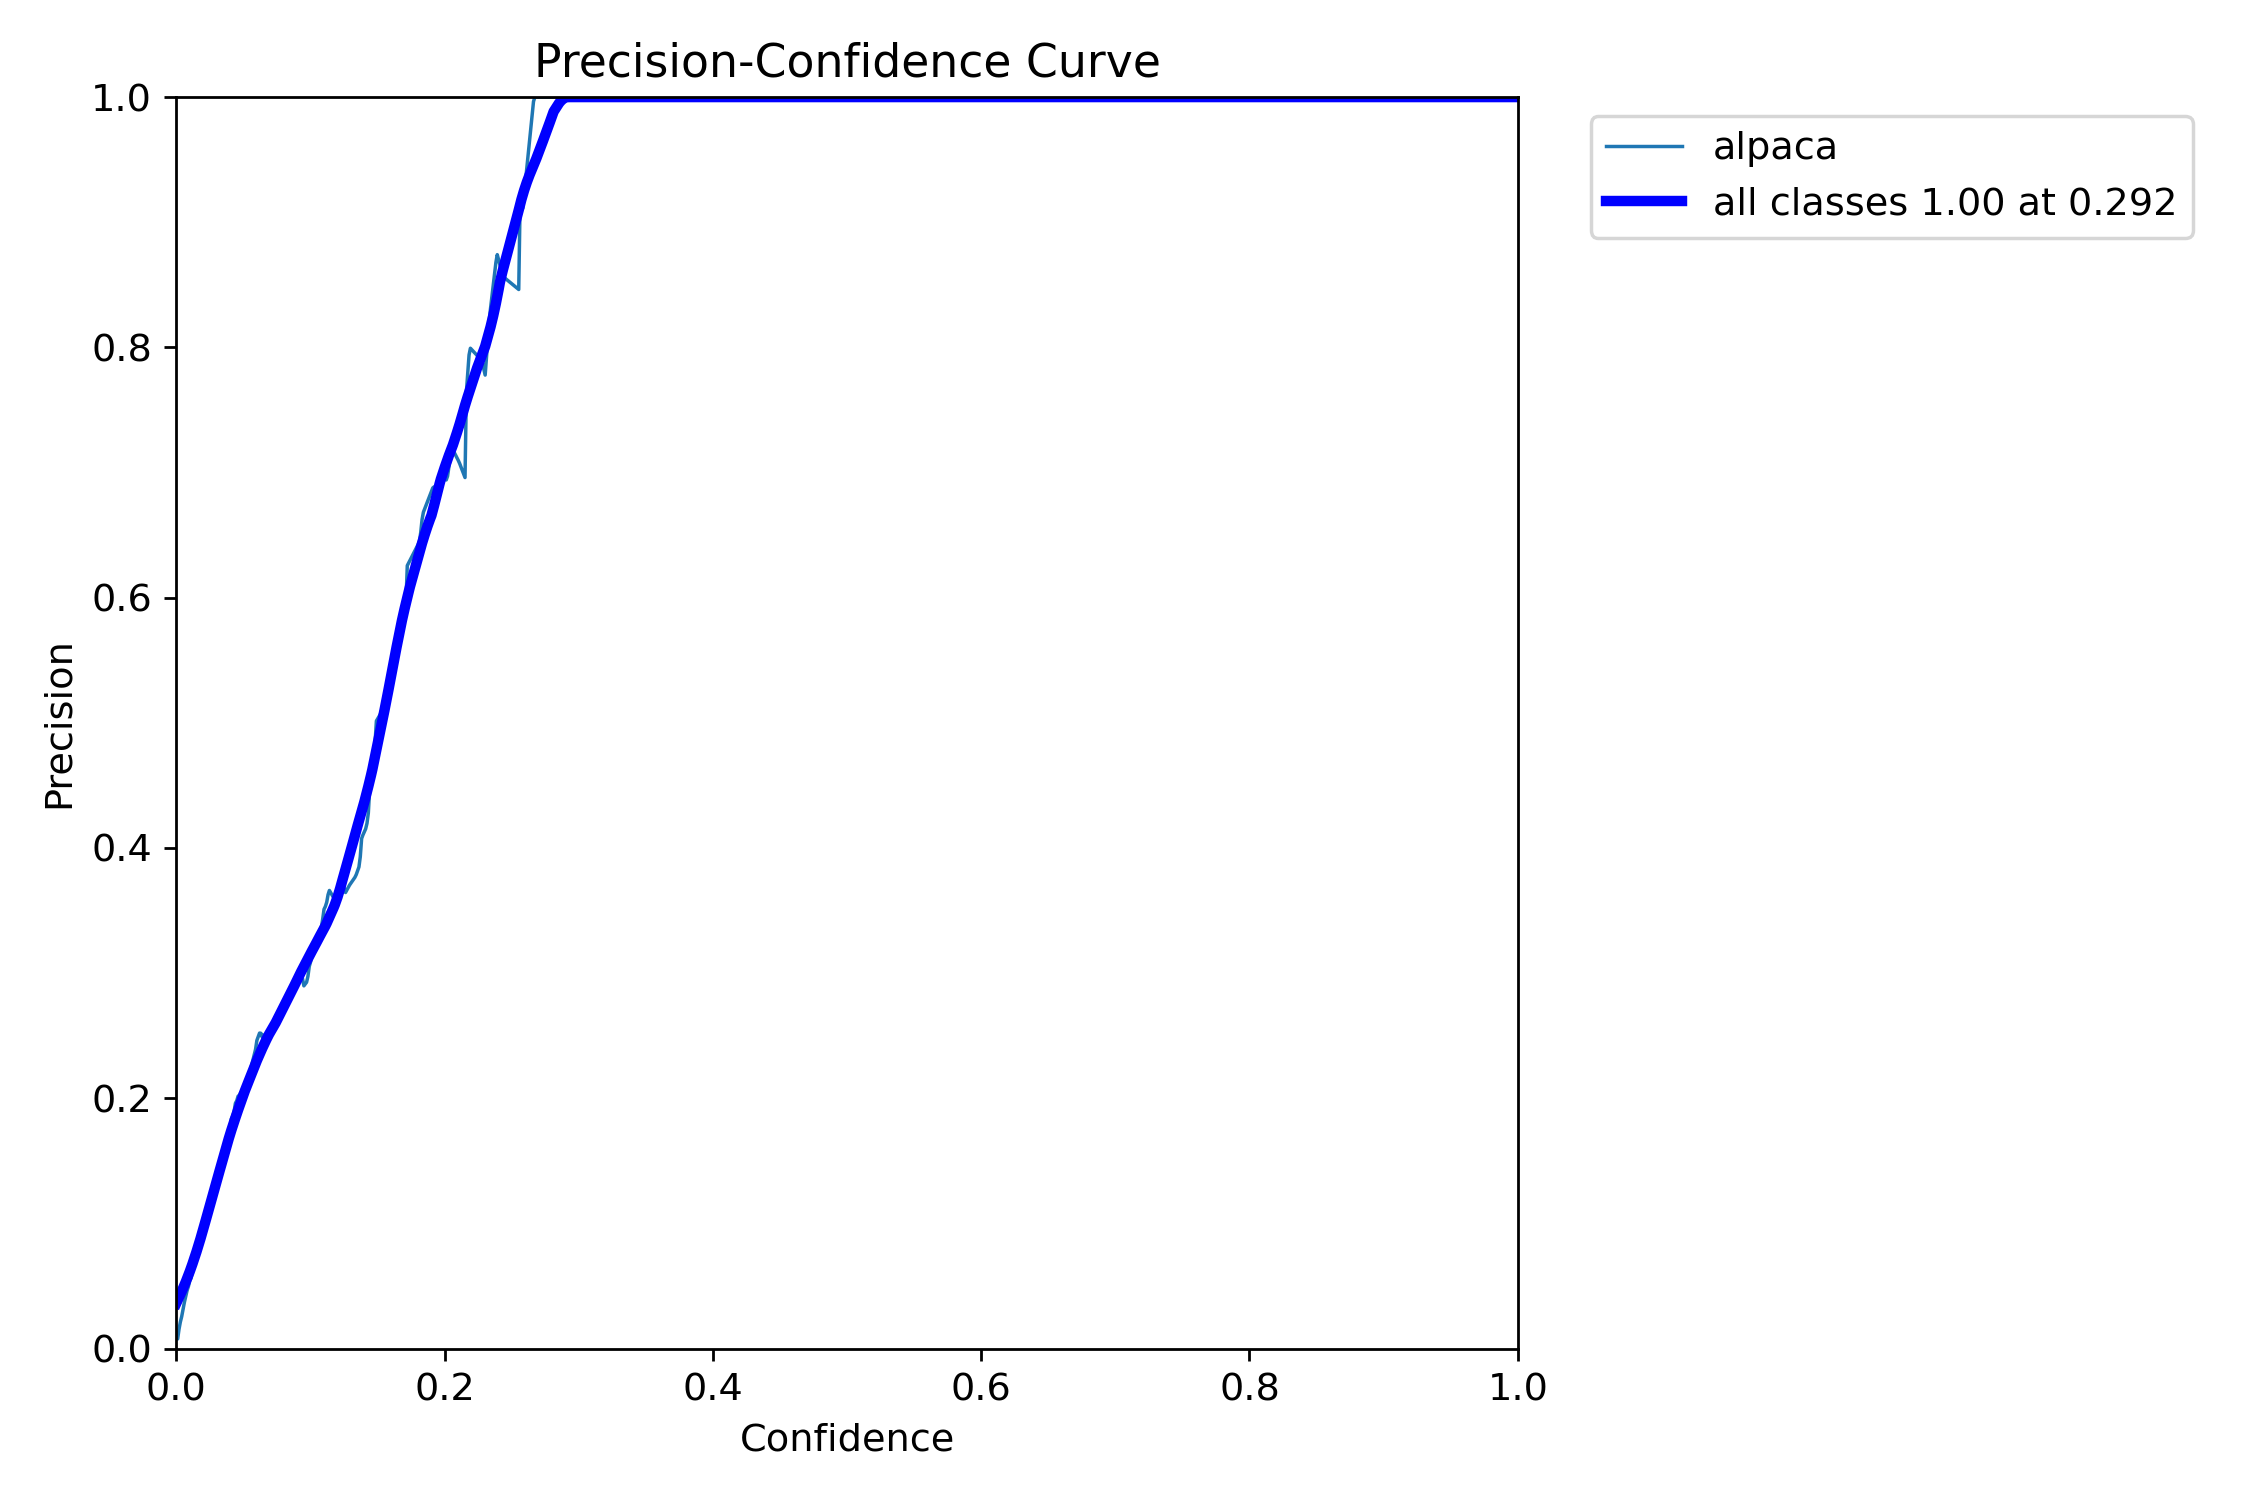 Precision-Confidence Curve
1.0
0.8
0.6
0.4
0.2
0.0
Precision
0.0 0.2 0.4 0.6 0.8 1.0
Confidence
alpaca
all classes 1.00 at 0.292